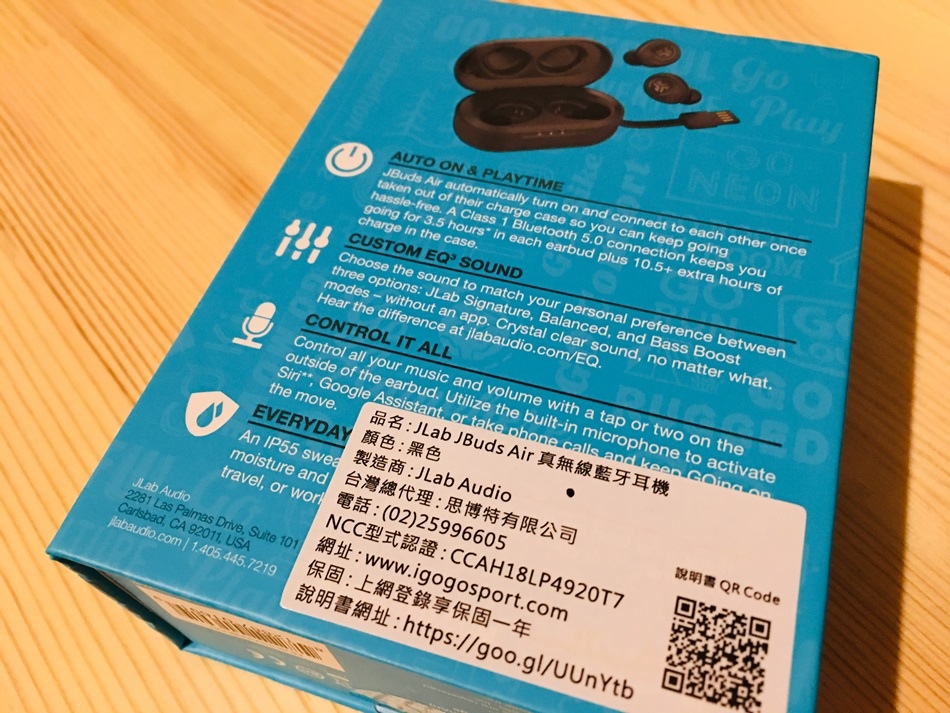 AUTO ON & PLAYTIME
JBuds Air automatically turn on and connect to each other once
taken out of their charge case so you can keep going
hassle-free. A Class 1 Bluetooth 5.0 connection keeps you
going for 3.5 hours* in each earbud plus 10.5+ extra hours of
charge in the case.
CUSTOM EQ³ SOUND
Choose the sound to match your personal preference between
three options: JLab Signature, Balanced, and Bass Boost
modes – without an app. Crystal clear sound, no matter what.
Hear the difference at jlabaudio.com/EQ.
CONTROL IT ALL
Control all your music and volume with a tap or two on the
outside of the earbud. Utilize the built-in microphone to activate
Siri**, Google Assistant, or take phone calls and keep GOing on
the move.
EVERYDAY
An IP55 swea
moisture and
travel, or work
JLab Audio
2281 Las Palmas Drive, Suite 101
Carlsbad, CA 92011, USA
jlabaudio.com | 1.405.445.7219
品名:JLab JBuds Air 真無線藍牙耳機
顏色:黑色
製造商:JLab Audio
台灣總代理:思博特有限公司
電話:(02)25996605
NCC型式認證:CCAH18LP4920T7
網址:www.igogosport.com
保固:上網登錄享保固一年
說明書網址:https://goo.gl/UUnYtb
說明書 QR Code
GO
NEON
Go
Play